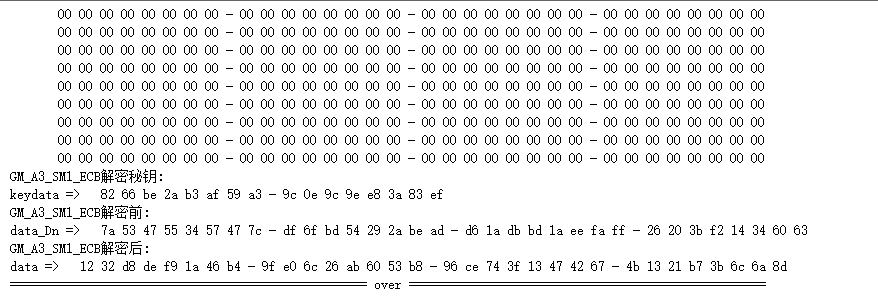 00 00 00 00 00 00 00 00 - 00 00 00 00 00 00 00 00 - 00 00 00 00 00 00 00 00 - 00 00 00 00 00 00 00 00
00 00 00 00 00 00 00 00 - 00 00 00 00 00 00 00 00 - 00 00 00 00 00 00 00 00 - 00 00 00 00 00 00 00 00
00 00 00 00 00 00 00 00 - 00 00 00 00 00 00 00 00 - 00 00 00 00 00 00 00 00 - 00 00 00 00 00 00 00 00
00 00 00 00 00 00 00 00 - 00 00 00 00 00 00 00 00 - 00 00 00 00 00 00 00 00 - 00 00 00 00 00 00 00 00
00 00 00 00 00 00 00 00 - 00 00 00 00 00 00 00 00 - 00 00 00 00 00 00 00 00 - 00 00 00 00 00 00 00 00
00 00 00 00 00 00 00 00 - 00 00 00 00 00 00 00 00 - 00 00 00 00 00 00 00 00 - 00 00 00 00 00 00 00 00
00 00 00 00 00 00 00 00 - 00 00 00 00 00 00 00 00 - 00 00 00 00 00 00 00 00 - 00 00 00 00 00 00 00 00
00 00 00 00 00 00 00 00 - 00 00 00 00 00 00 00 00 - 00 00 00 00 00 00 00 00 - 00 00 00 00 00 00 00 00
00 00 00 00 00 00 00 00 - 00 00 00 00 00 00 00 00 - 00 00 00 00 00 00 00 00 - 00 00 00 00 00 00 00 00
GM_A3_SM1_ECB解密秘钥:
keydata => 82 66 be 2a b3 af 59 a3 - 9c 0e 9c 9e e8 3a 83 ef
GM_A3_SM1_ECB解密前:
data_Dn => 7a 53 47 55 34 57 47 7c - df 6f bd 54 29 2a be ad - d6 1a db bd 1a ee fa ff - 26 20 3b f2 14 34 60 63
GM_A3_SM1_ECB解密后:
data => 12 32 d8 de f9 1a 46 b4 - 9f e0 6c 26 ab 60 53 b8 - 96 ce 74 3f 13 47 42 67 - 4b 13 21 b7 3b 6c 6a 8d
=================================================== over ===================================================